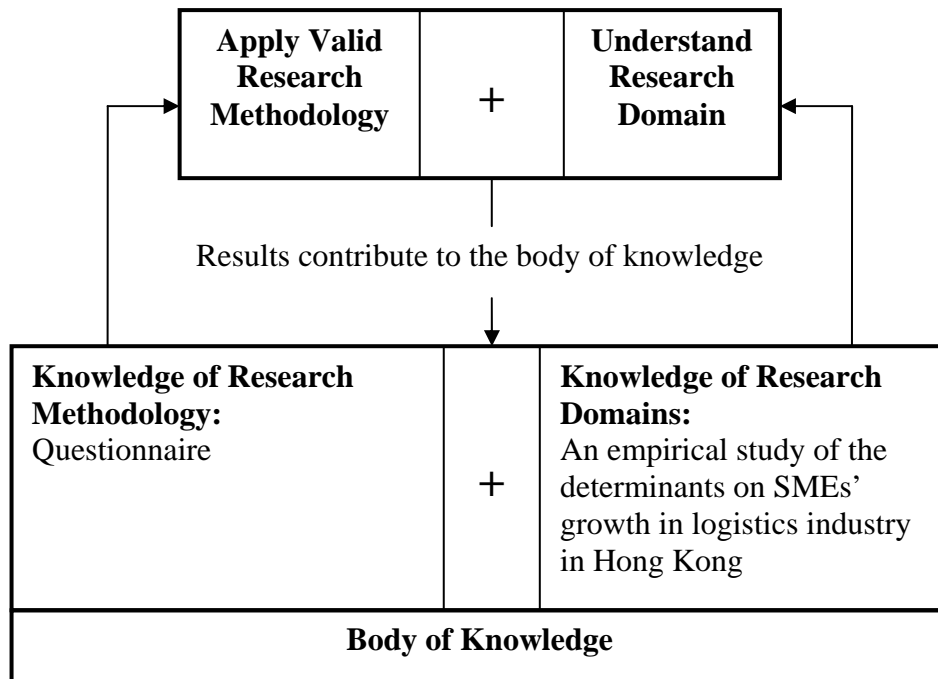 Apply Valid
Research
Methodology
+
Understand
Research
Domain
Results contribute to the body of knowledge
Knowledge of Research
Methodology:
Questionnaire
+
Knowledge of Research
Domains:
An empirical study of the
determinants on SMEs’
growth in logistics industry
in Hong Kong
Body of Knowledge